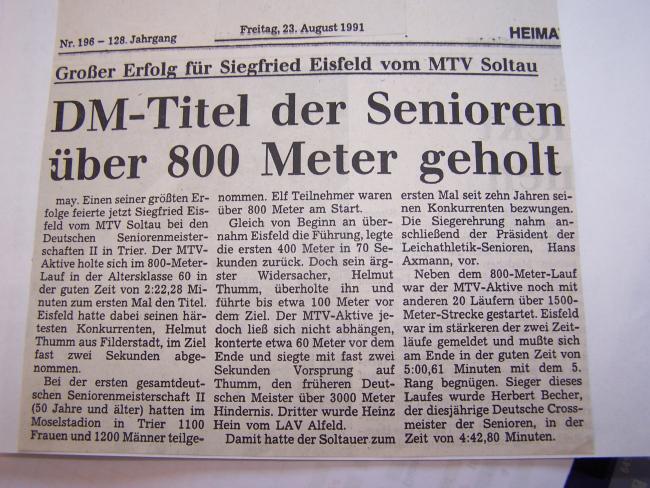 Nr. 196 – 128. Jahrgang
Freitag, 23. August 1991
HEIMA
Großer Erfolg für Siegfried Eisfeld vom MTV Soltau
DM-Titel der Senioren
über 800 Meter geholt
may. Einen seiner größten Er-
folge feierte jetzt Siegfried Eis-
feld vom MTV Soltau bei den
Deutschen Seniorenmeister-
schaften II in Trier. Der MTV-
Aktive holte sich im 800-Meter-
Lauf in der Altersklasse 60 in
der guten Zeit von 2:22,28 Mi-
nuten zum ersten Mal den Titel.
Eisfeld hatte dabei seinen här-
testen Konkurrenten, Helmut
Thumm aus Filderstadt, im Ziel
fast zwei Sekunden abge-
nommen.
Bei der ersten gesamtdeut-
schen Seniorenmeisterschaft II
(50 Jahre und älter) hatten im
Moselstadion in Trier 1100
Frauen und 1200 Männer teilge-
nommen. Elf Teilnehmer waren
über 800 Meter am Start.
Gleich von Beginn an über-
nahm Eisfeld die Führung, legte
die ersten 400 Meter in 70 Se-
kunden zurück. Doch sein ärg-
ster Widersacher, Helmut
Thumm, überholte ihn und
führte bis etwa 100 Meter vor
dem Ziel. Der MTV-Aktive je-
doch ließ sich nicht abhängen,
konterte etwa 60 Meter vor dem
Ende und siegte mit fast zwei
Sekunden Vorsprung auf
Thumm, den früheren Deut-
schen Meister über 3000 Meter
Hindernis. Dritter wurde Heinz
Hein vom LAV Alfeld.
Damit hatte der Soltauer zum
ersten Mal seit zehn Jahren sei-
nen Konkurrenten bezwungen.
Die Siegerehrung nahm an-
schließend der Präsident der
Leichathletik-Senioren, Hans
Axmann, vor.
Neben dem 800-Meter-Lauf
war der MTV-Aktive noch mit
anderen 20 Läufern über 1500-
Meter-Strecke gestartet. Eisfeld
war im stärkeren der zwei Zeit-
läufe gemeldet und mußte sich
am Ende in der guten Zeit von
5:00,61 Minuten mit dem 5.
Rang begnügen. Sieger dieses
Laufes wurde Herbert Becher,
der diesjährige Deutsche Cross-
meister der Senioren, in der
Zeit von 4:42,80 Minuten.